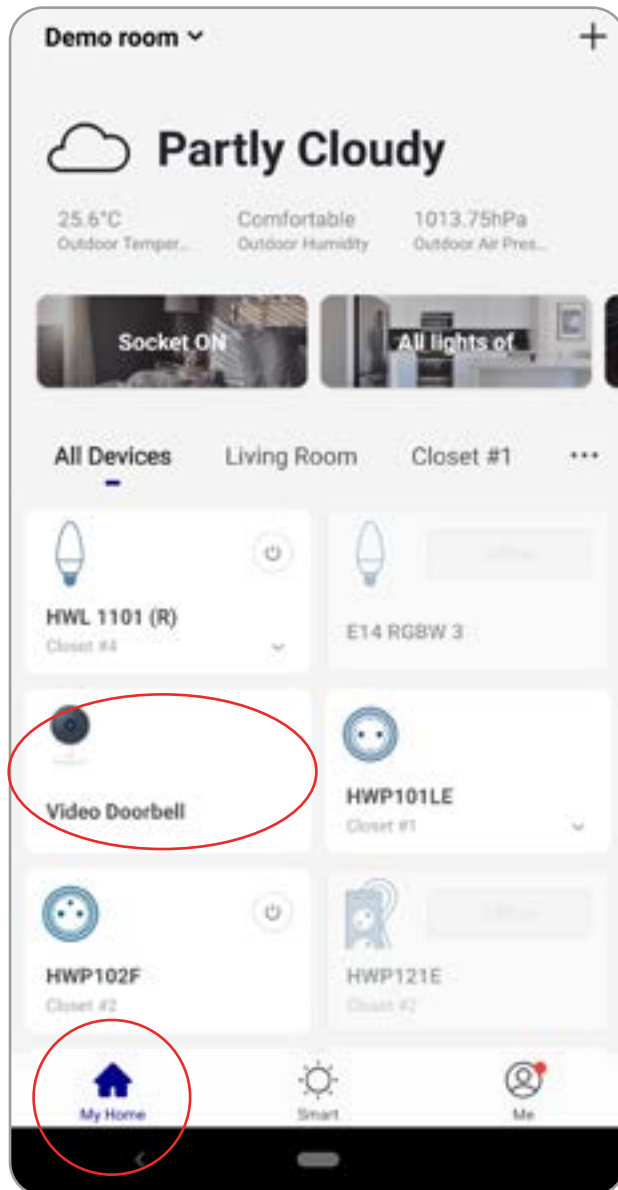 Demo room
Partly Cloudy
25.6°C Comfortable 1013.75hPa
Outdoor Temper... Outdoor Humidity Outdoor Air Pres...
Socket ON All lights of
All Devices Living Room Closet #1
HWL 1101 (R)
Closet #4
E14 RGBW 3
Video Doorbell
HWP101LE
Closet #1
HWP102F
Closet #2
HWP121E
Closet #2
My Home Smart Me